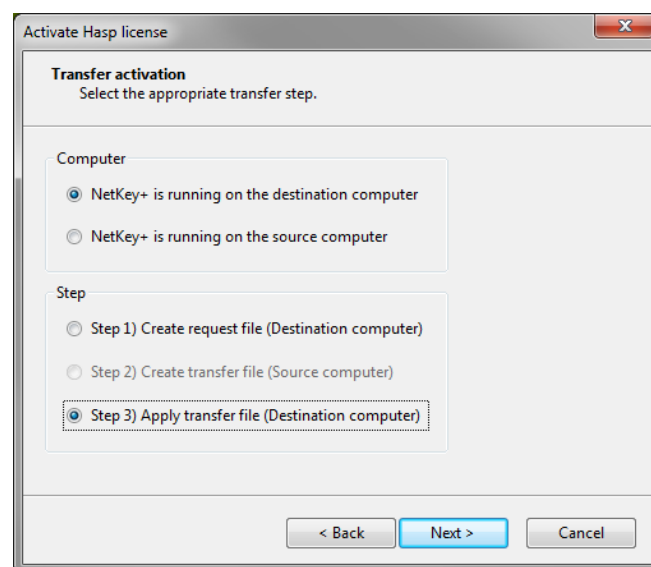 Activate Hasp license
Transfer activation
Select the appropriate transfer step.
Computer
NetKey+ is running on the destination computer
NetKey+ is running on the source computer
Step
Step 1) Create request file (Destination computer)
Step 2) Create transfer file (Source computer)
Step 3) Apply transfer file (Destination computer)
< Back Next > Cancel